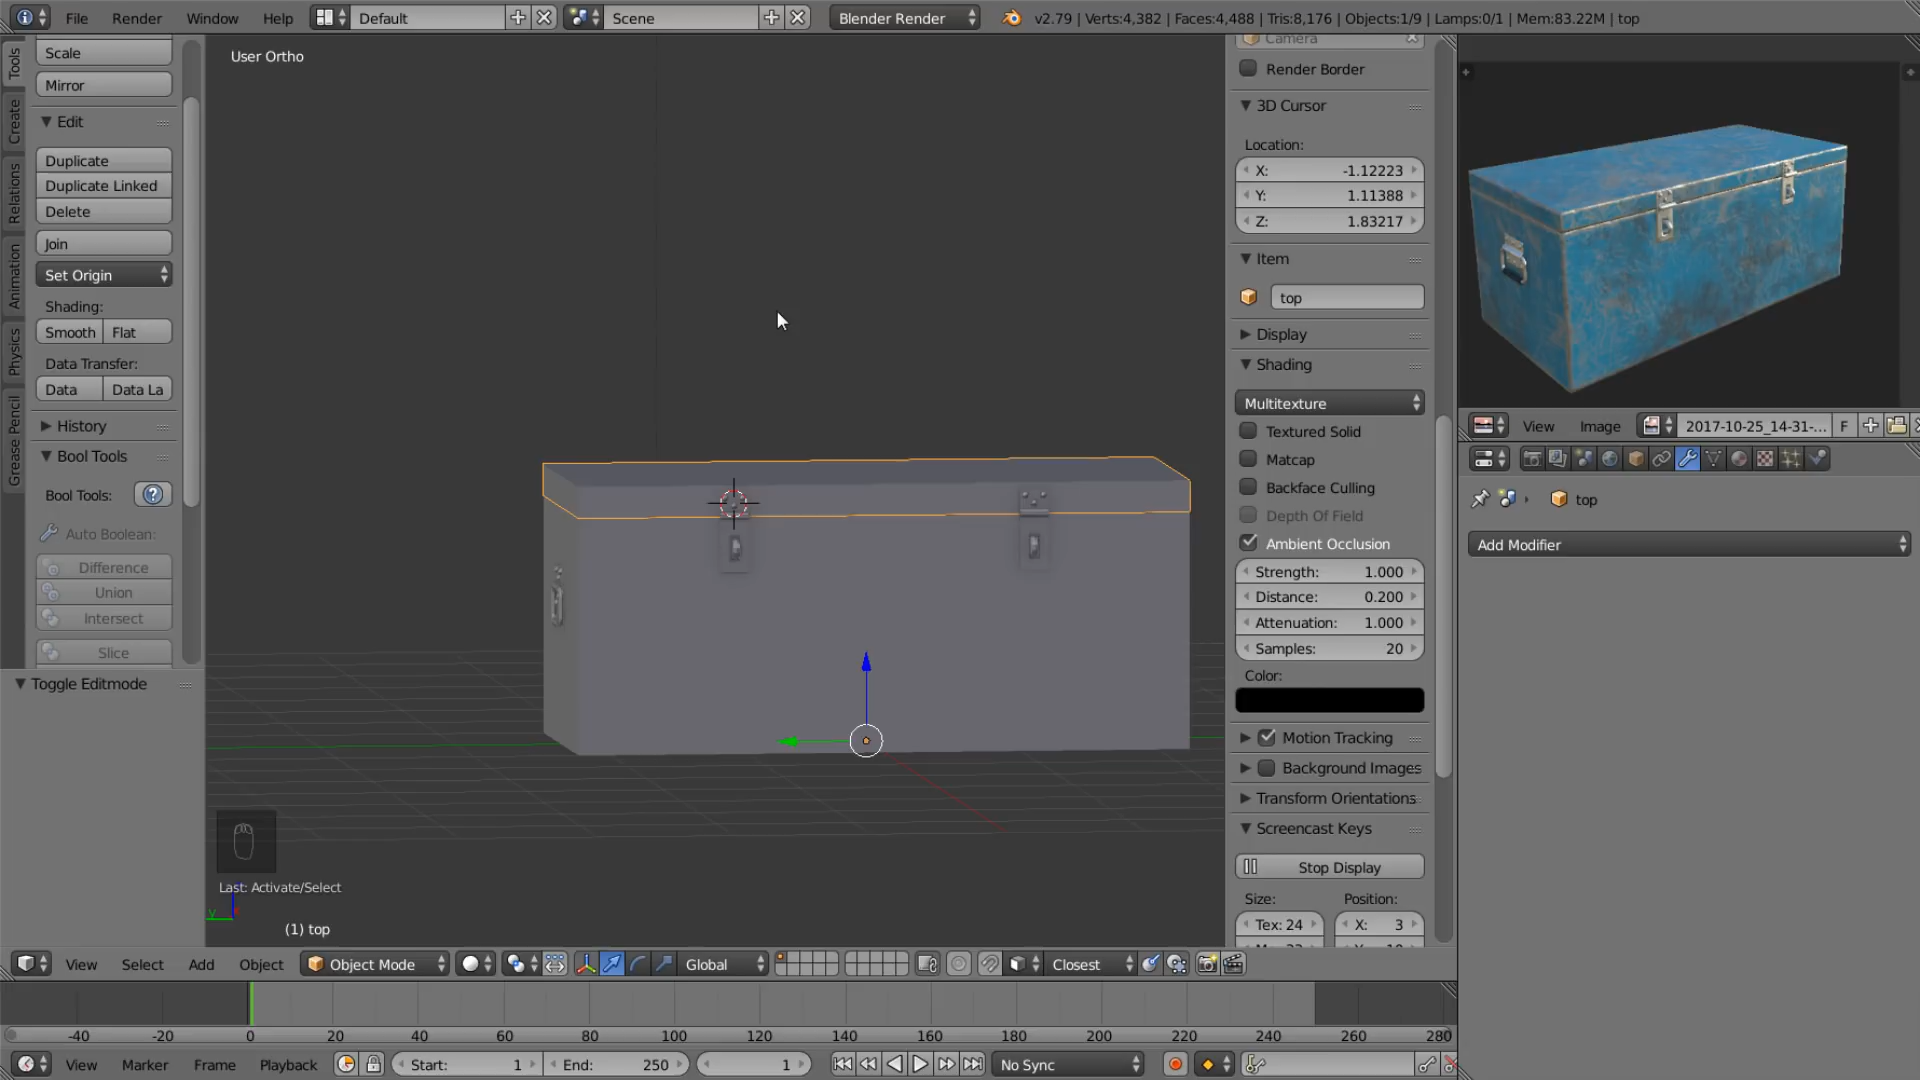 File Render Window Help Default Scene Blender Render v2.79 | Verts:4,382 | Faces:4,488 | Tris:8,176 | Objects:1/9 | Lamps:0/1 | Mem:83.22M | top
Tools
Create
Relations
Animation
Physics
Grease Pencil
Scale
Mirror
Edit
Duplicate
Duplicate Linked
Delete
Join
Set Origin
Shading:
Smooth Flat
Data Transfer:
Data Data La
History
Bool Tools
Bool Tools:
Auto Boolean:
Difference
Union
Intersect
Slice
Toggle Editmode
User Ortho
Last: Activate/Select
y
(1) top
Camera
Render Border
3D Cursor
Location:
X: -1.12223
Y: 1.11388
Z: 1.83217
Item
top
Display
Shading
Multitexture
Textured Solid
Matcap
Backface Culling
Depth Of Field
Ambient Occlusion
Strength: 1.000
Distance: 0.200
Attenuation: 1.000
Samples: 20
Color:
Motion Tracking
Background Images
Transform Orientations
Screencast Keys
Stop Display
Size: Position:
Tex: 24 X: 3
View Image 2017-10-25_14-31-... F
top
Add Modifier
View Select Add Object Object Mode Global Closest
-40 -20 0 20 40 60 80 100 120 140 160 180 200 220 240 260 280
View Marker Frame Playback Start: 1 End: 250 1 No Sync